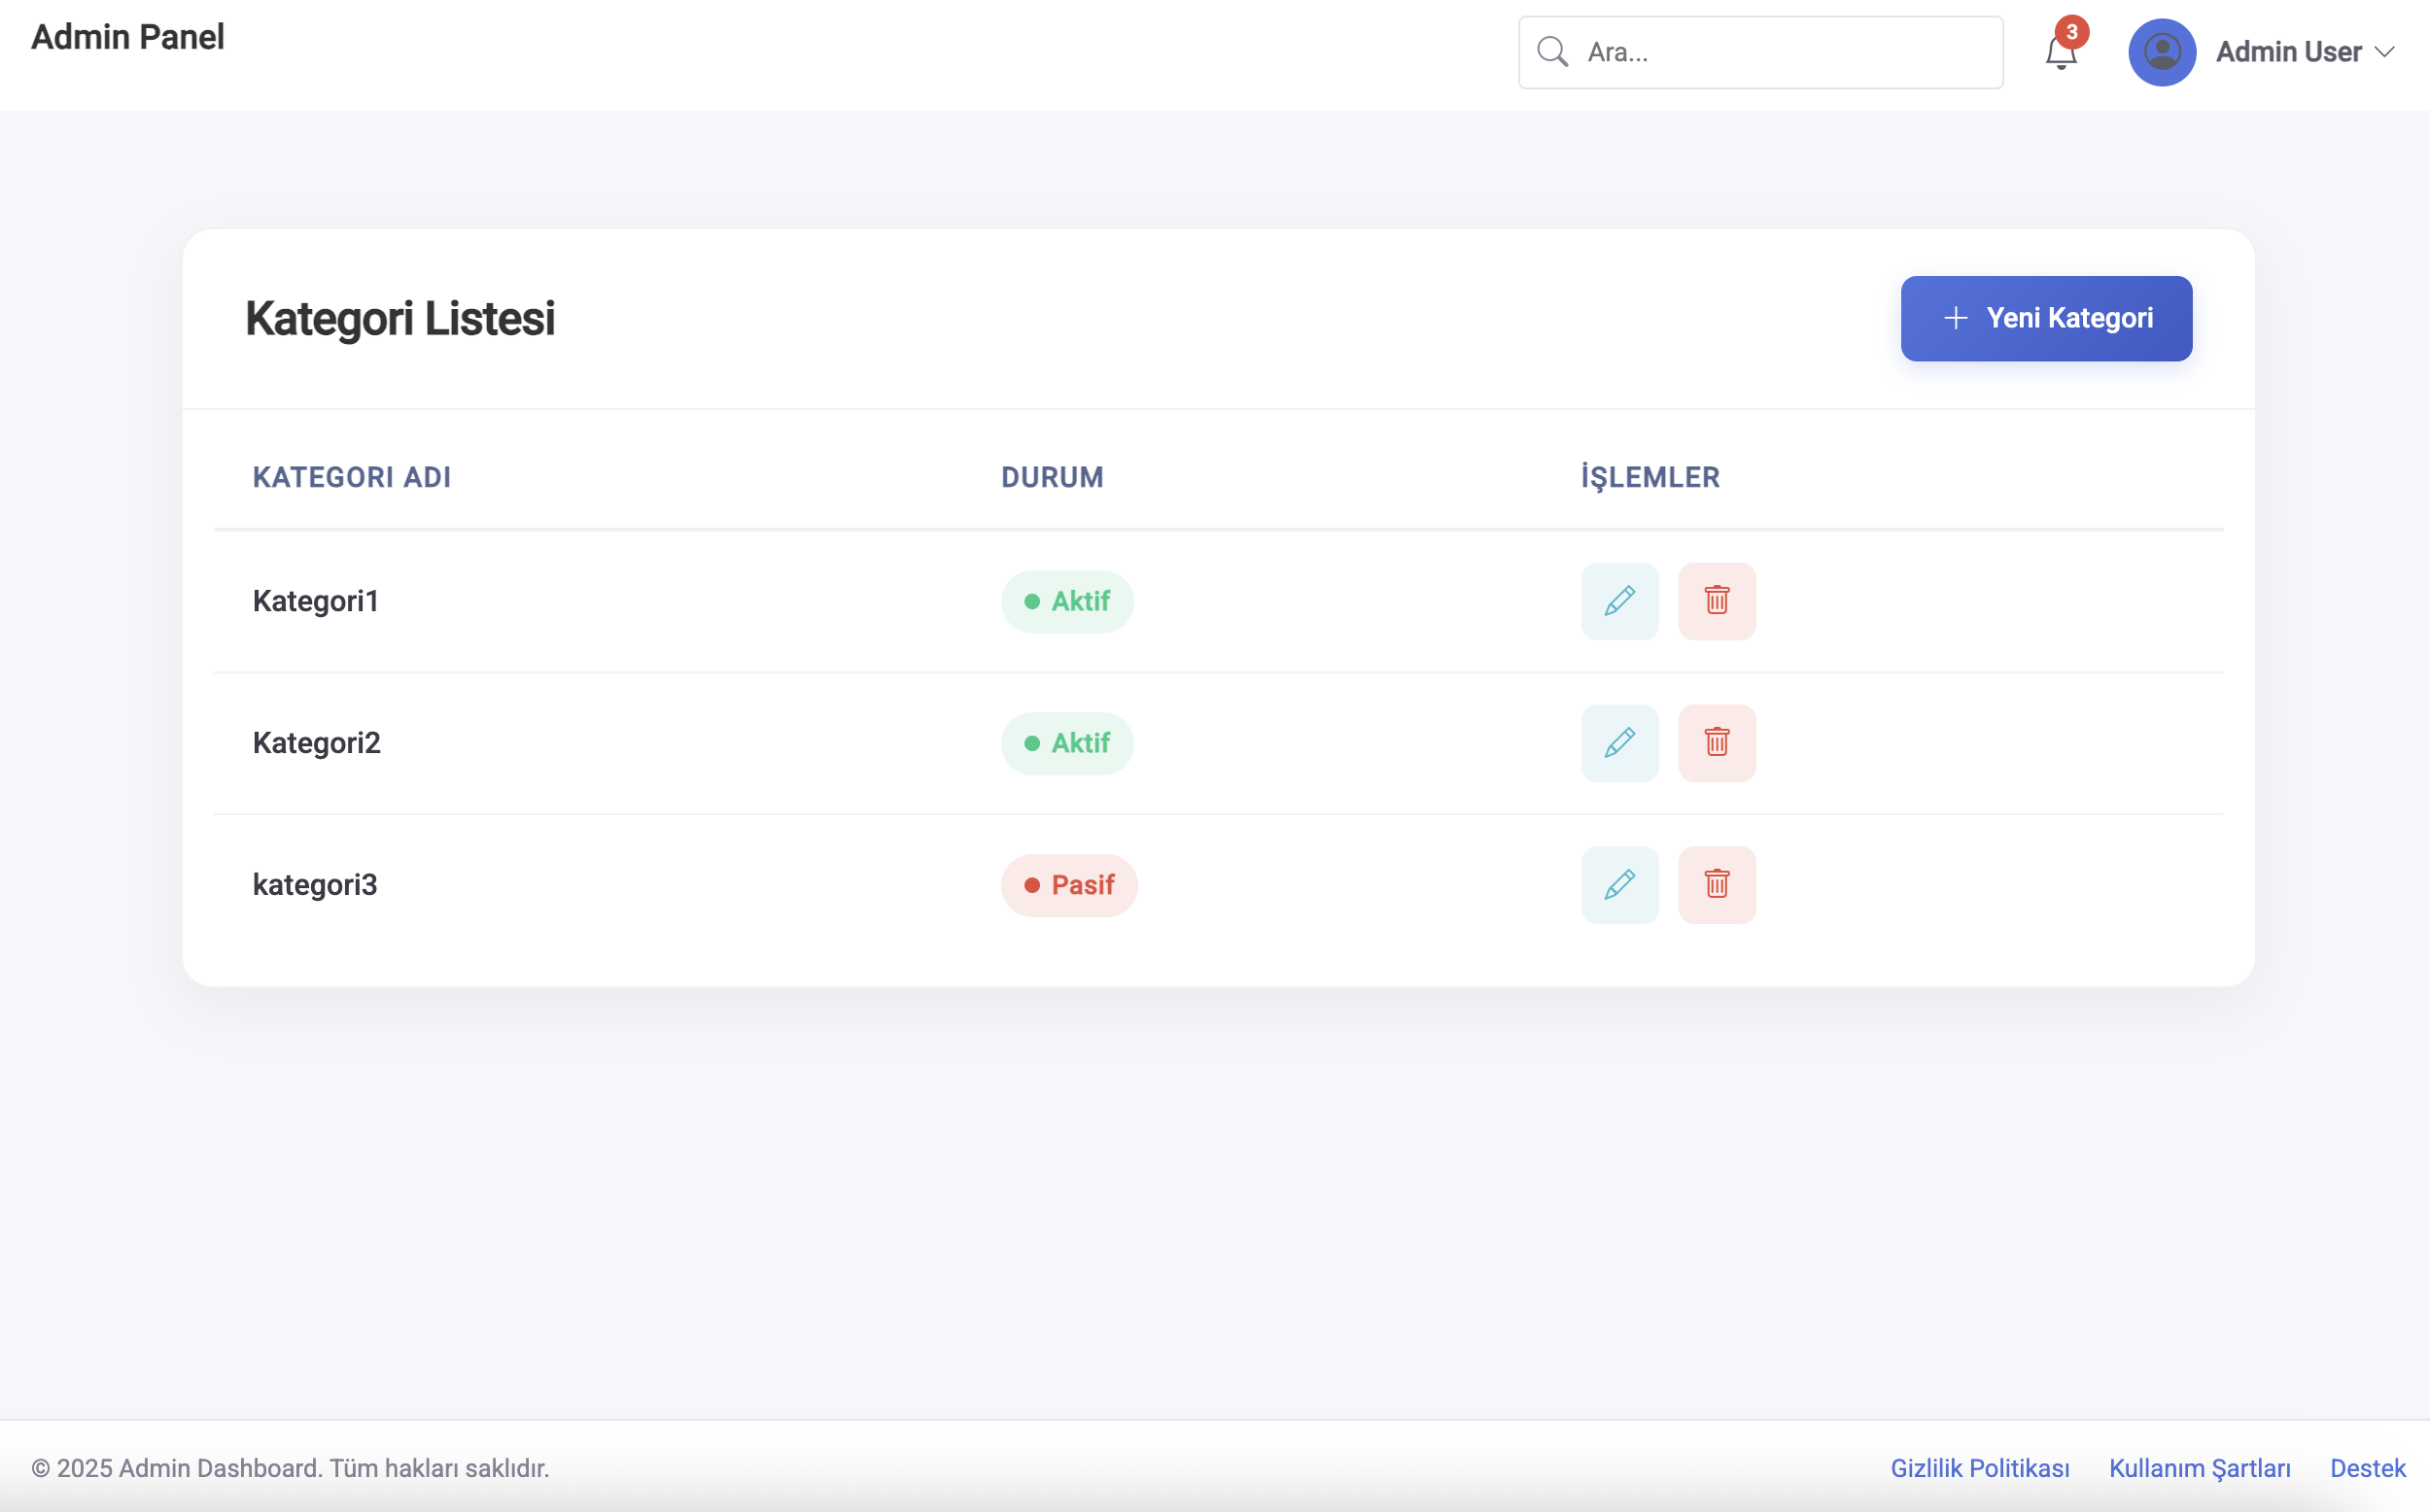 Admin Panel
Ara...
3
Admin User
Kategori Listesi
Yeni Kategori
KATEGORI ADI DURUM İŞLEMLER
Kategori1 Aktif
Kategori2 Aktif
kategori3 Pasif
© 2025 Admin Dashboard. Tüm hakları saklıdır.
Gizlilik Politikası Kullanım Şartları Destek